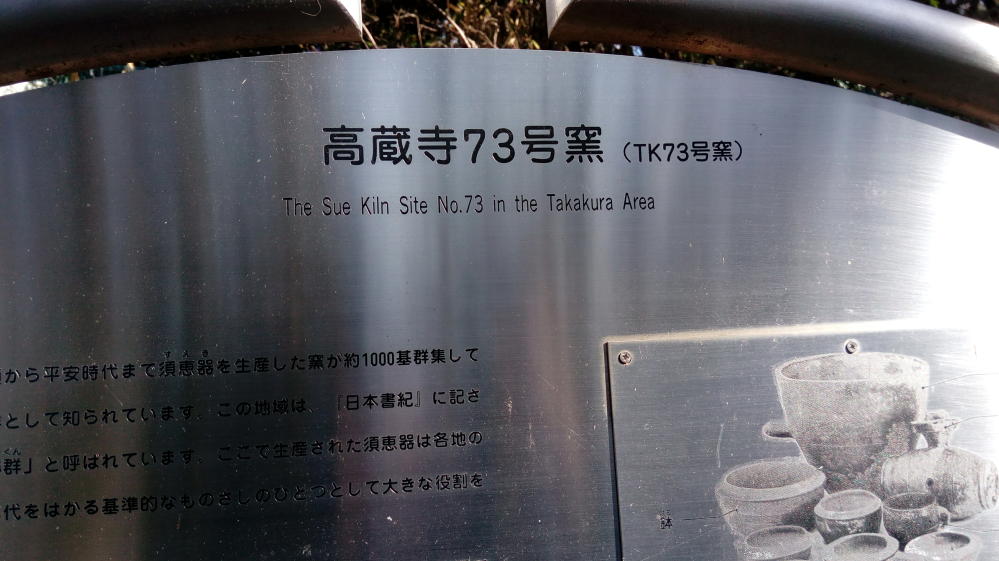 高蔵寺73号窯（TK73号窯）
The Sue Kiln Site No.73 in the Takakura Area
から平安時代まで須恵器を生産した窯が約1000基群集して
として知られています。この地域は、『日本書紀』に記さ
群」と呼ばれています。ここで生産された須恵器は各地の
代をはかる基準的なものさしのひとつとして大きな役割を
鉢